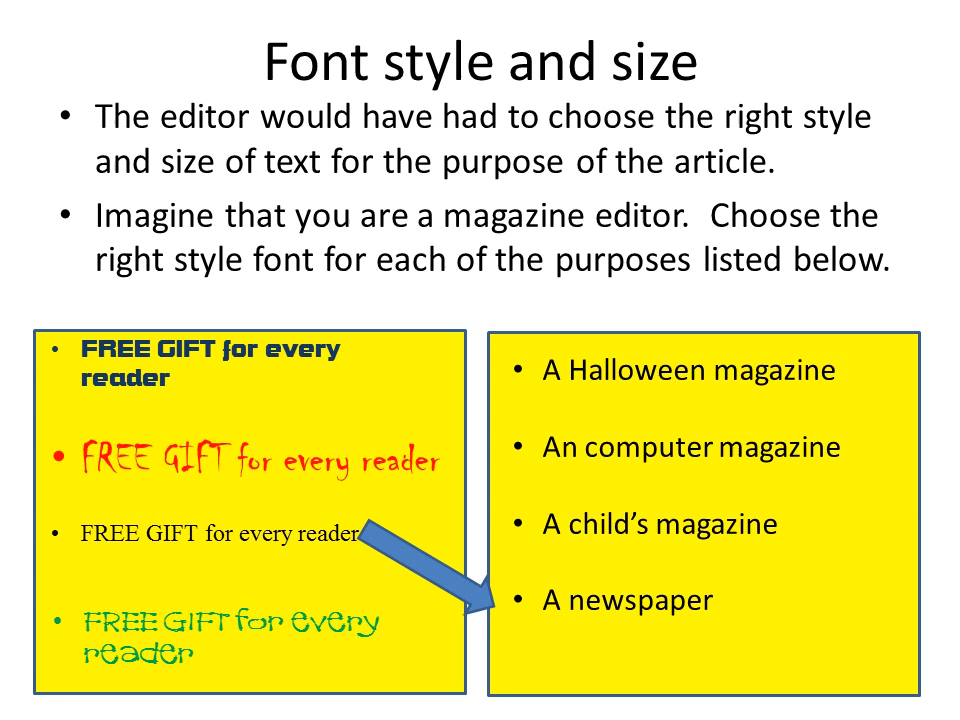 Font style and size
• The editor would have had to choose the right style
and size of text for the purpose of the article.
• Imagine that you are a magazine editor.  Choose the
right style font for each of the purposes listed below.
• FREE GIFT for every
reader
• FREE GIFT for every reader
• FREE GIFT for every reader
• FREE GIFT for every
reader
• A Halloween magazine
• An computer magazine
• A child’s magazine
• A newspaper